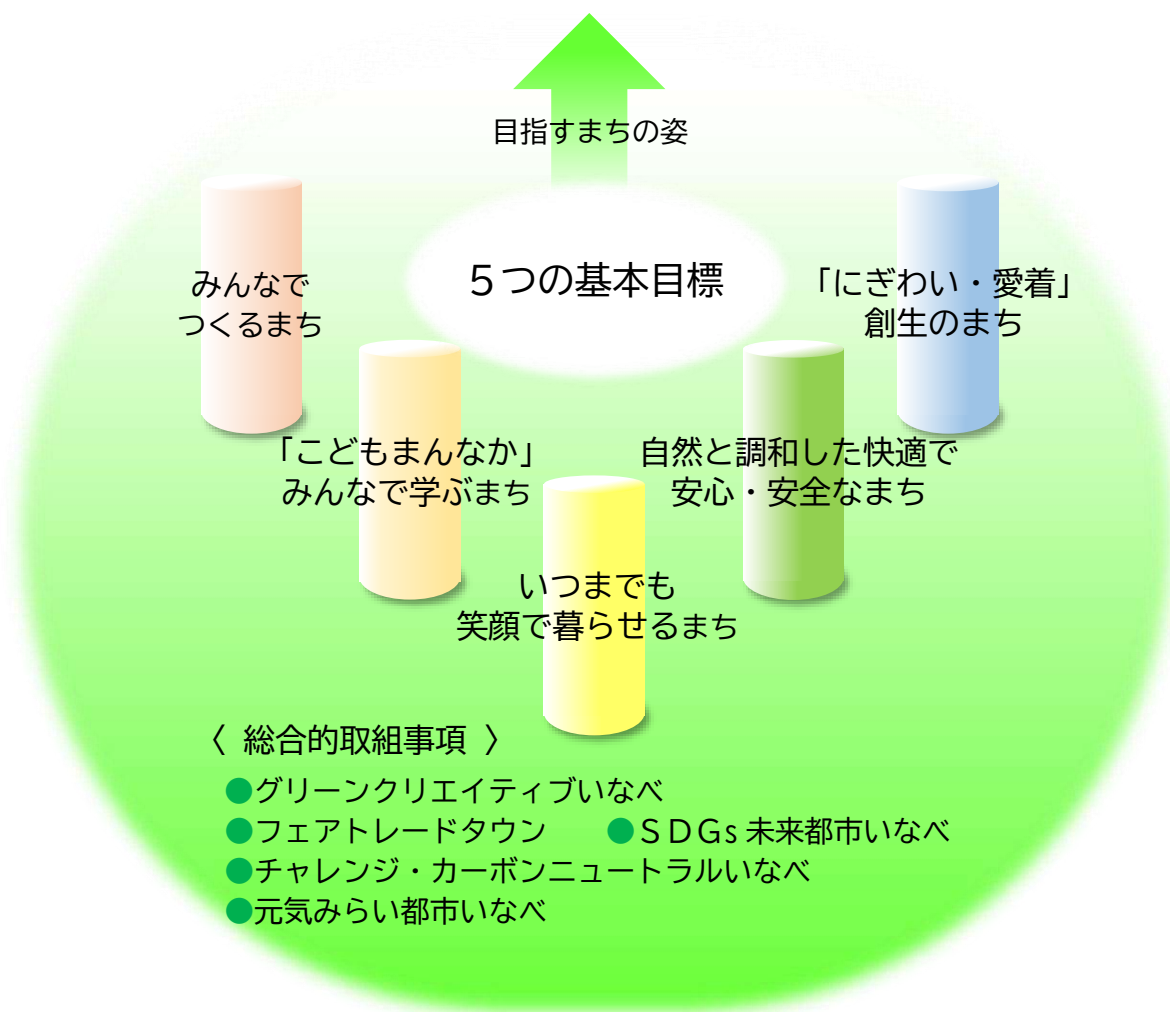 目指すまちの姿
５つの基本目標
みんなで
つくるまち
「にぎわい・愛着」
創生のまち
「こどもまんなか」
みんなで学ぶまち
自然と調和した快適で
安心・安全なまち
いつまでも
笑顔で暮らせるまち
〈 総合的取組事項 〉
●グリーンクリエイティブいなべ
●フェアトレードタウン　●ＳＤＧs 未来都市いなべ
●チャレンジ・カーボンニュートラルいなべ
●元気みらい都市いなべ